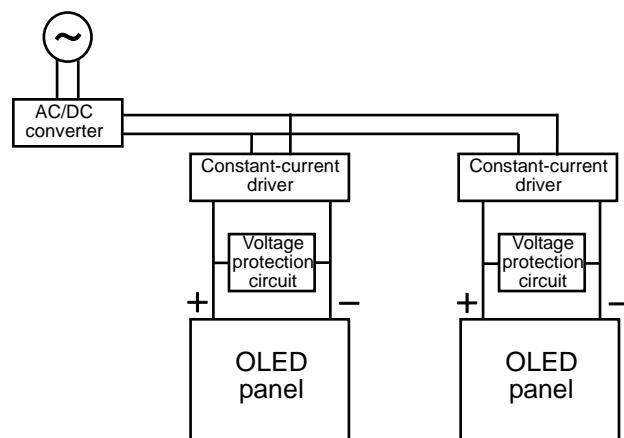 ~
AC/DC
converter
Constant-current
driver
Constant-current
driver
Voltage
protection
circuit
Voltage
protection
circuit
+
−
+
−
OLED
panel
OLED
panel